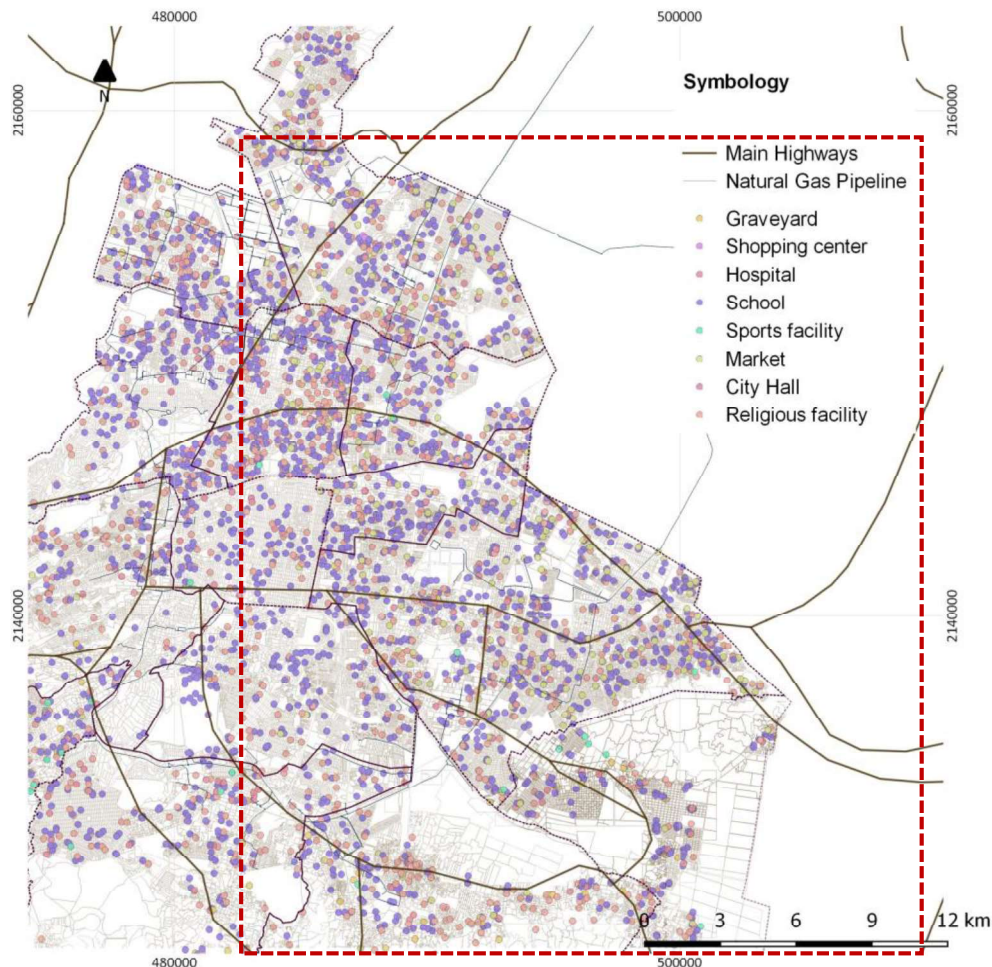 480000
500000
N
Symbology
2160000
2160000
Main Highways
Natural Gas Pipeline
Graveyard
Shopping center
Hospital
School
Sports facility
Market
City Hall
Religious facility
2140000
2140000
0 3 6 9 12 km
480000
500000